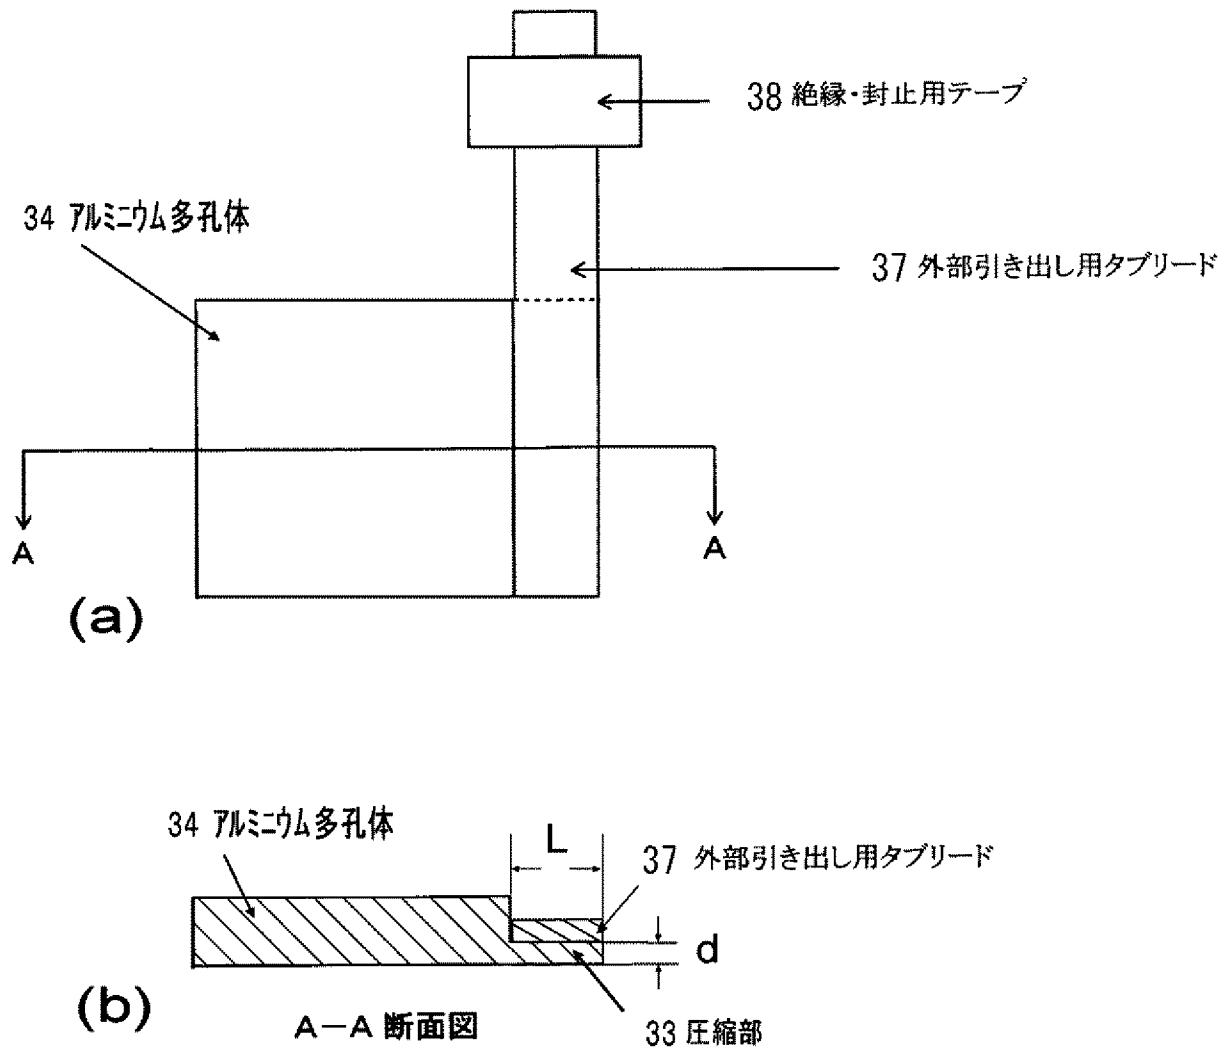 38 絶縁・封止用テープ
34 アルミニウム多孔体
37 外部引き出し用タブリード
A
A
(a)
34 アルミニウム多孔体
L
37 外部引き出し用タブリード
d
(b)
A－A 断面図
33 圧縮部